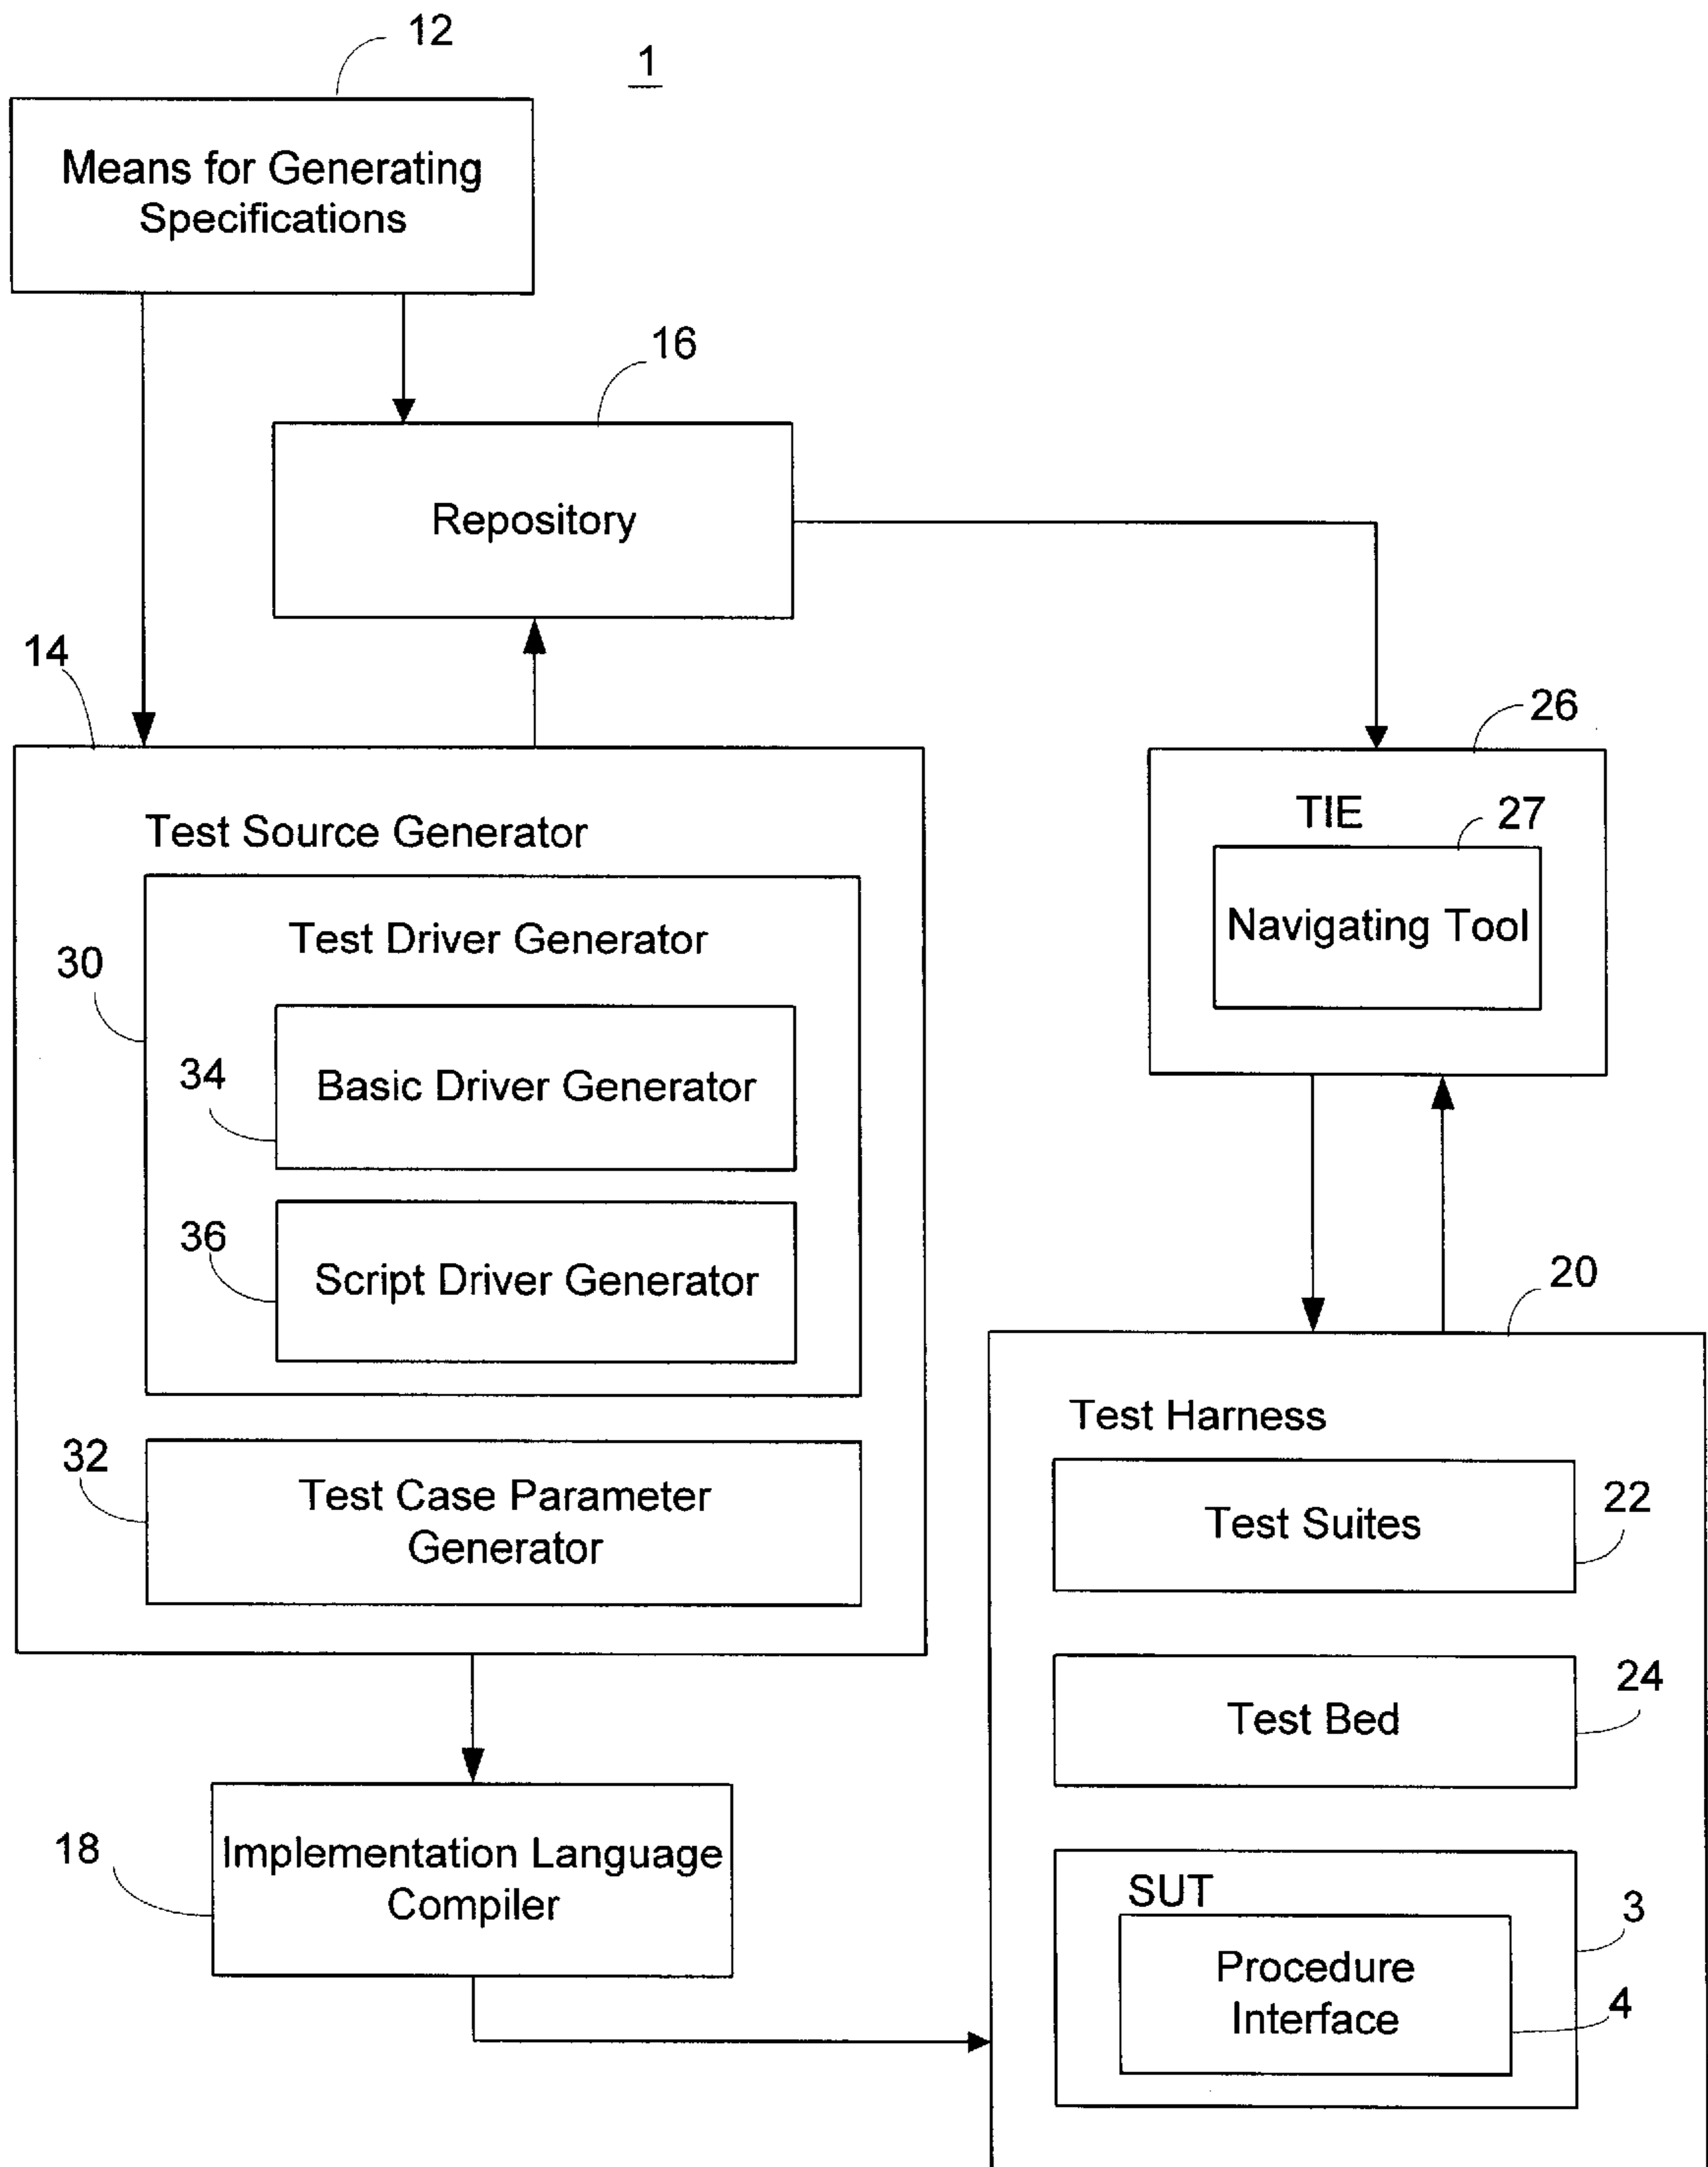 12
1
Means for Generating
Specifications
16
Repository
14
26
TIE
27
Navigating Tool
Test Source Generator
Test Driver Generator
30
34
Basic Driver Generator
36
Script Driver Generator
32
Test Case Parameter
Generator
20
Test Harness
Test Suites
22
Test Bed
24
18
Implementation Language
Compiler
SUT
3
Procedure
Interface
4